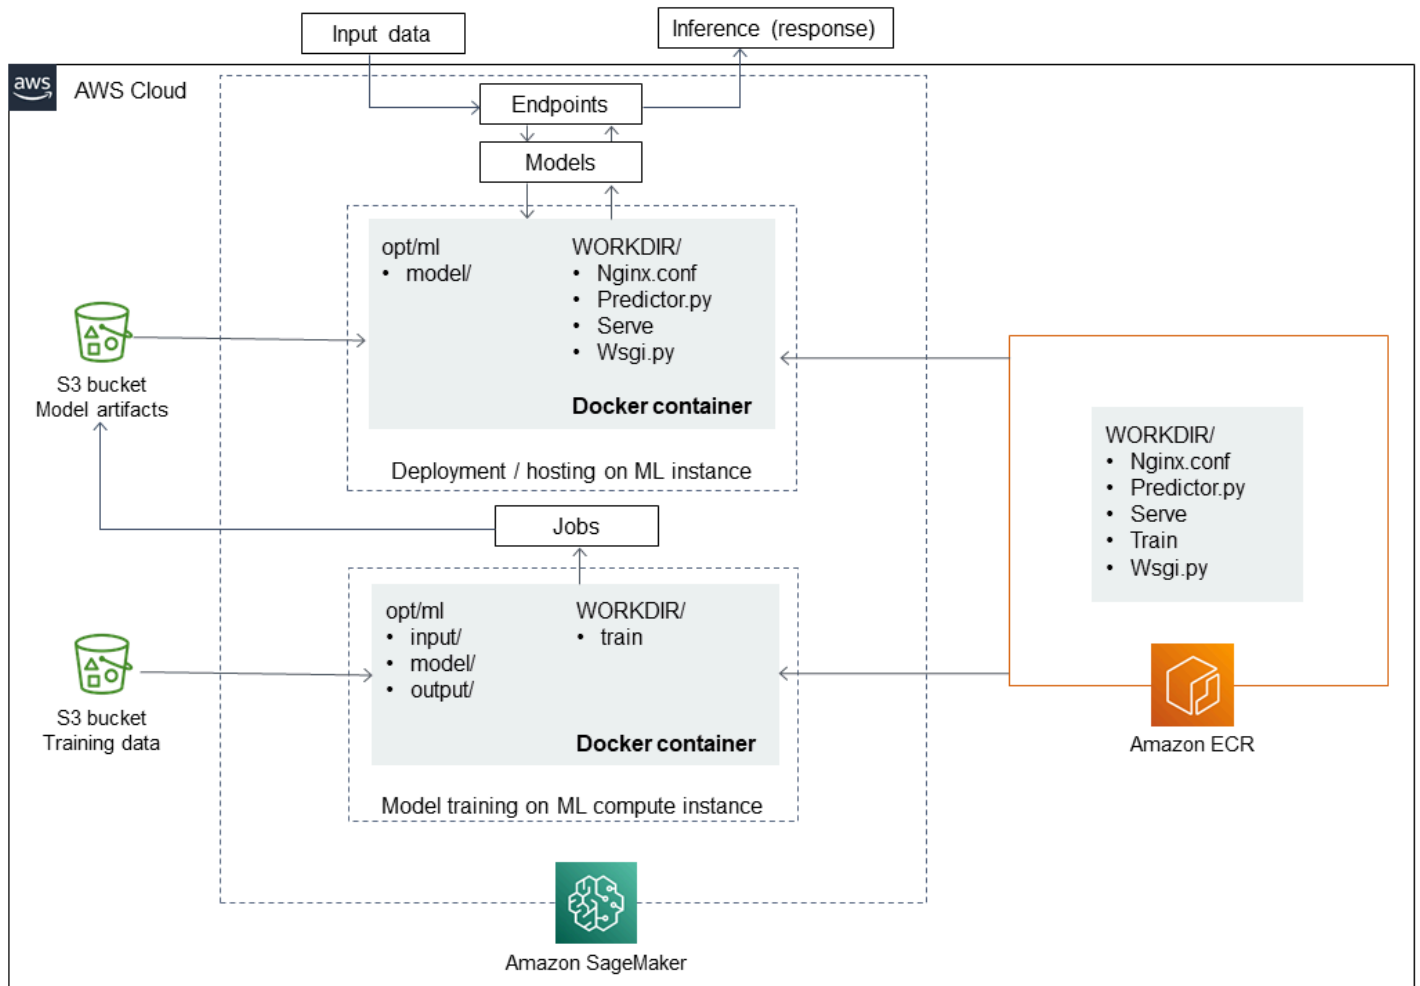 Input data
Inference (response)
aws
AWS Cloud
Endpoints
Models
opt/ml
• model/
WORKDIR/
• Nginx.conf
• Predictor.py
• Serve
• Wsgi.py
Docker container
Deployment / hosting on ML instance
S3 bucket
Model artifacts
Jobs
opt/ml
• input/
• model/
• output/
WORKDIR/
• train
Docker container
Model training on ML compute instance
S3 bucket
Training data
WORKDIR/
• Nginx.conf
• Predictor.py
• Serve
• Train
• Wsgi.py
Amazon ECR
Amazon SageMaker